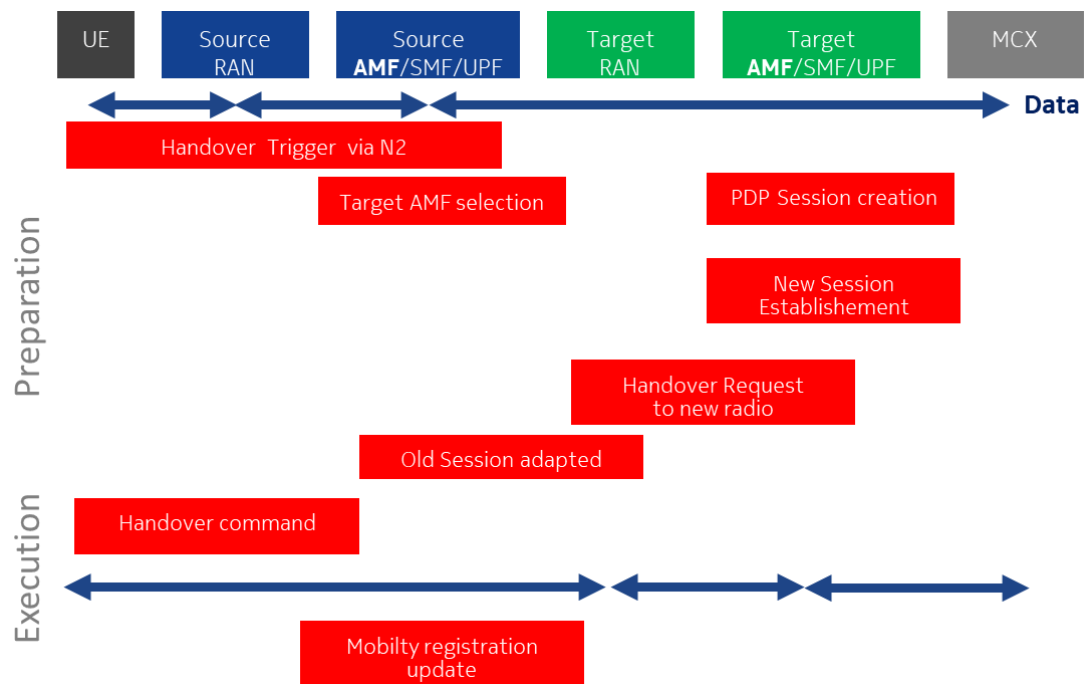 UE
Source
RAN
Source
AMF/SMF/UPF
Target
RAN
Target
AMF/SMF/UPF
MCX
Data
Handover Trigger via N2
Target AMF selection
PDP Session creation
New Session
Establishement
Preparation
Handover Request
to new radio
Old Session adapted
Handover command
Execution
Mobilty registration
update